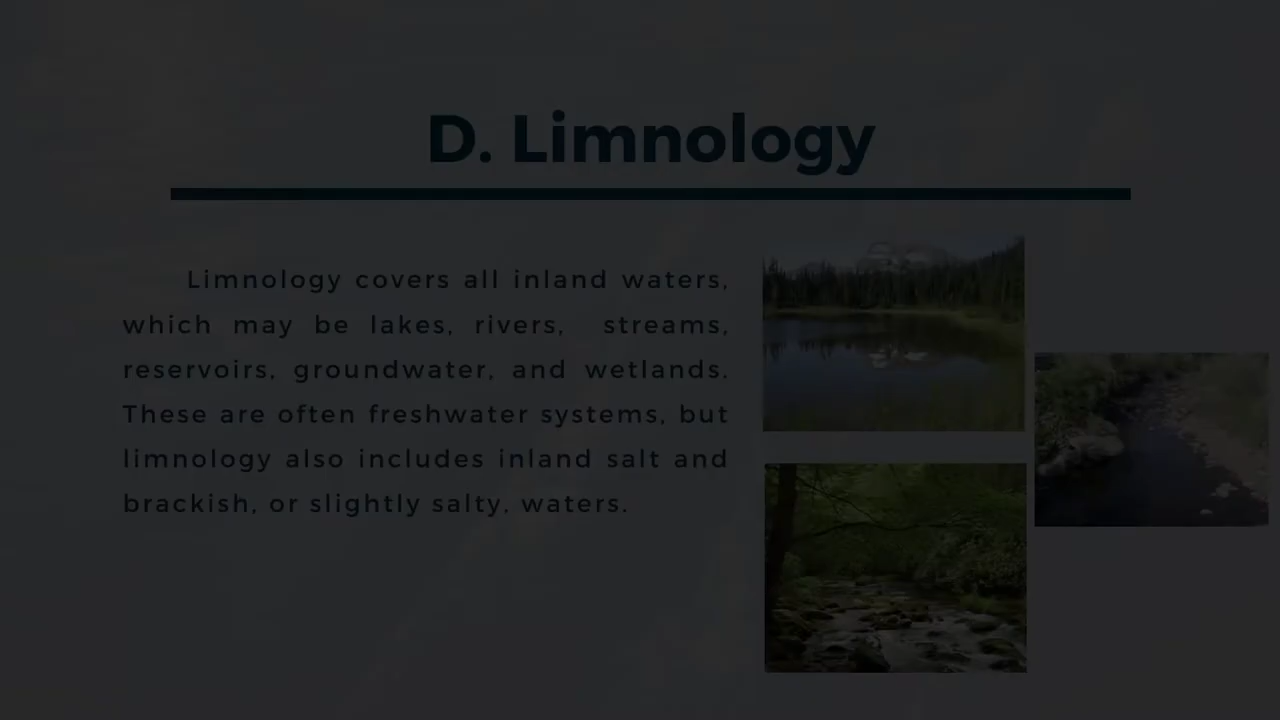 D. Limnology
Limnology covers all inland waters,
which may be lakes, rivers, streams,
reservoirs, groundwater, and wetlands.
These are often freshwater systems, but
limnology also includes inland salt and
brackish, or slightly salty, waters.